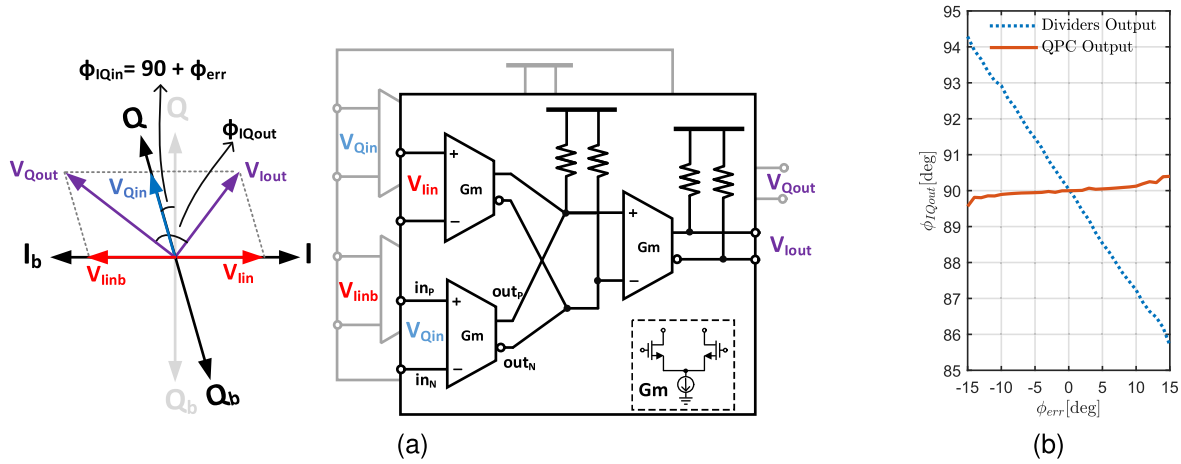 ΦIQin= 90 + Φerr
Q
Q
ΦIQout
VQout
VQin
VIout
Ib
I
VIinb
VIin
Qb
Qb
VQin
VIin
+
−
Gm
VIinb
inP
+
outP
VQin
Gm
inN
−
outN
+
−
Gm
VQout
VIout
Gm
(a)
95
94
93
92
91
90
89
88
87
86
85
ϕIQout[deg]
Dividers Output
QPC Output
-15 -10 -5 0 5 10 15
ϕerr[deg]
(b)